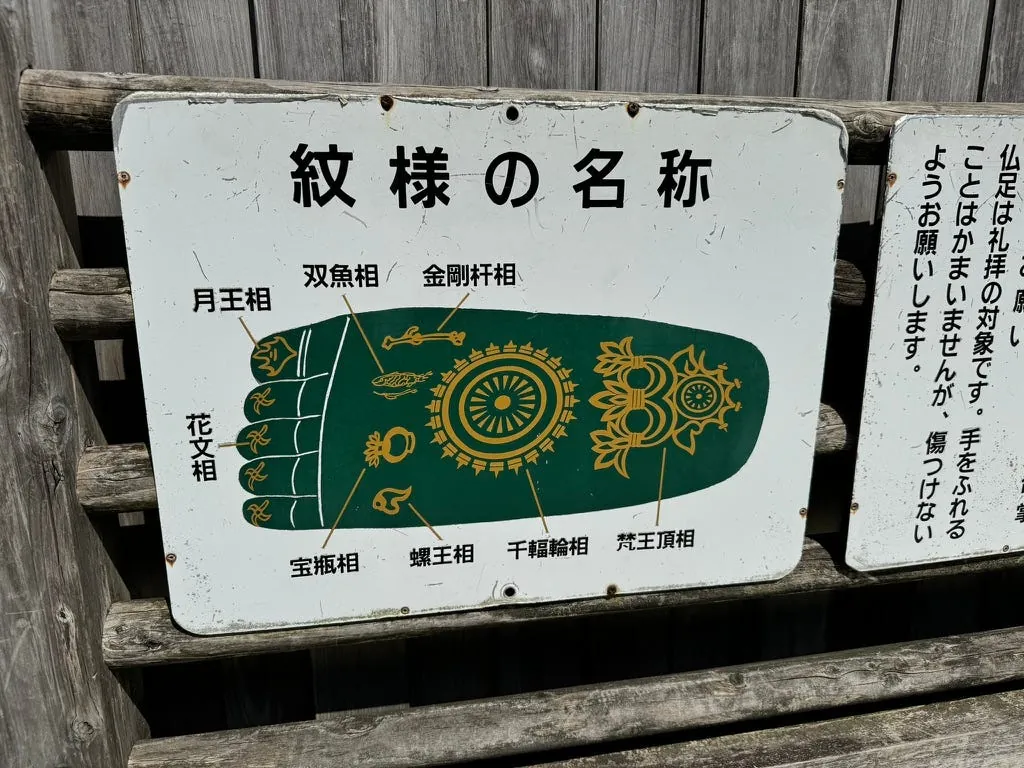 紋様の名称
双魚相
金剛杵相
月王相
花文相
宝瓶相
螺王相
千輻輪相
梵王頂相
お願い
仏足は礼拝の対象です。手をふれる
ことはかまいませんが、傷つけない
ようお願いします。